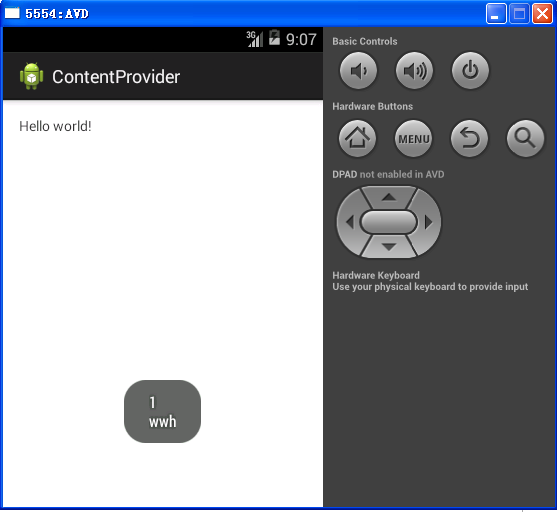 5554:AVD
3G 9:07
ContentProvider
Hello world!
1
wwh
Basic Controls
Hardware Buttons
MENU
DPAD not enabled in AVD
Hardware Keyboard
Use your physical keyboard to provide input